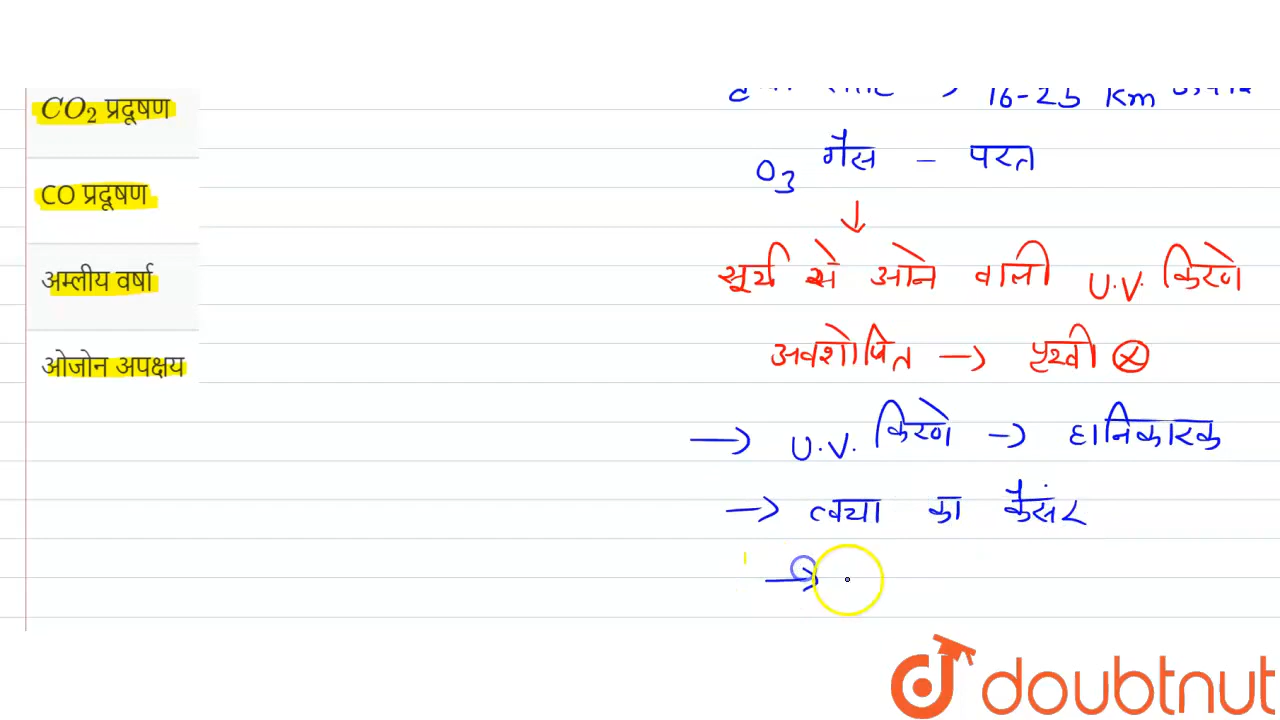 CO₂ प्रदूषण
CO प्रदूषण
अम्लीय वर्षा
ओजोन अपक्षय
16-25 Km
O₃ गैस - परत
↓
सूर्य से आने वाली U.V. किरणे
अवशोषित → पृथ्वी ⓧ
→ U.V. किरणे → हानिकारक
→ त्वचा का कैंसर
→
doubtnut